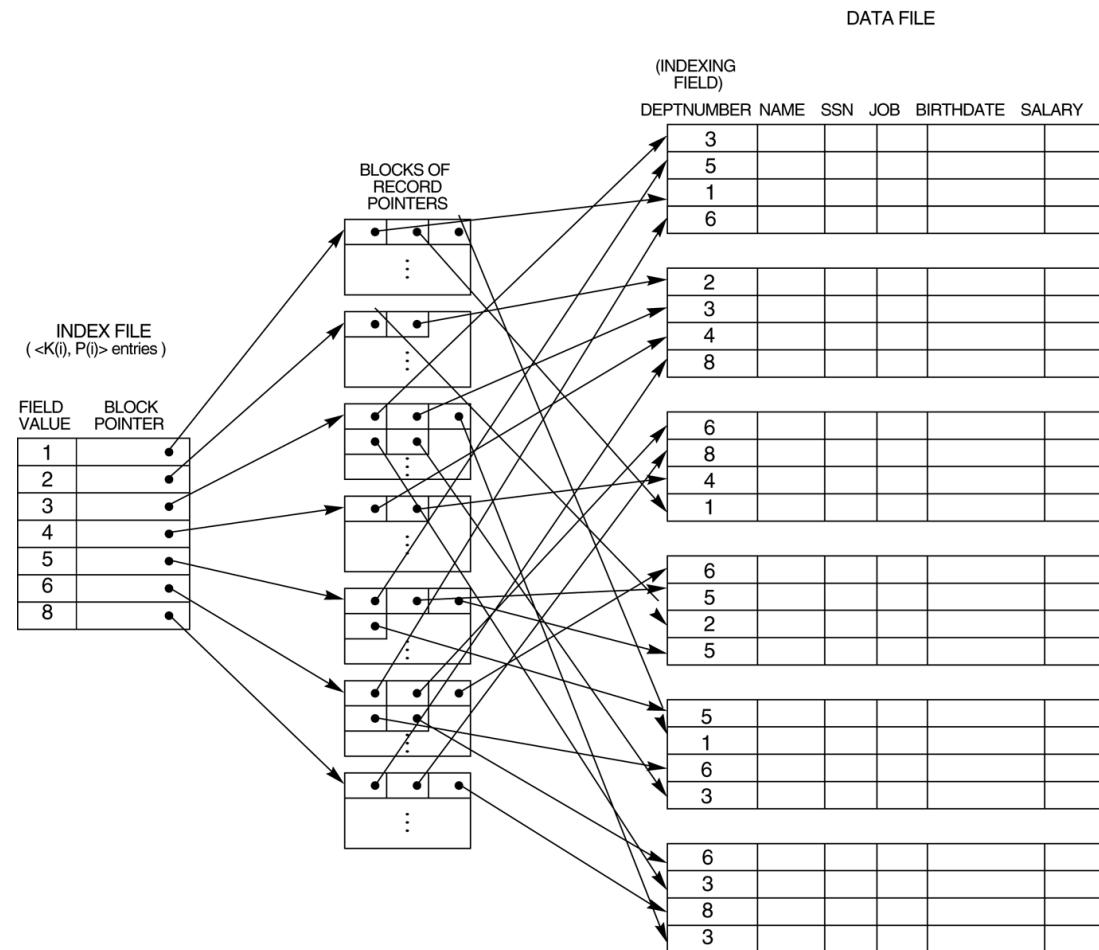 DATA FILE
(INDEXING
FIELD)
DEPTNUMBER NAME SSN JOB BIRTHDATE SALARY
3
5
1
6
2
3
4
8
6
8
4
1
6
5
2
5
5
1
6
3
6
3
8
3
BLOCKS OF
RECORD
POINTERS
INDEX FILE
( <K(i), P(i)> entries )
FIELD BLOCK
VALUE POINTER
1
2
3
4
5
6
8